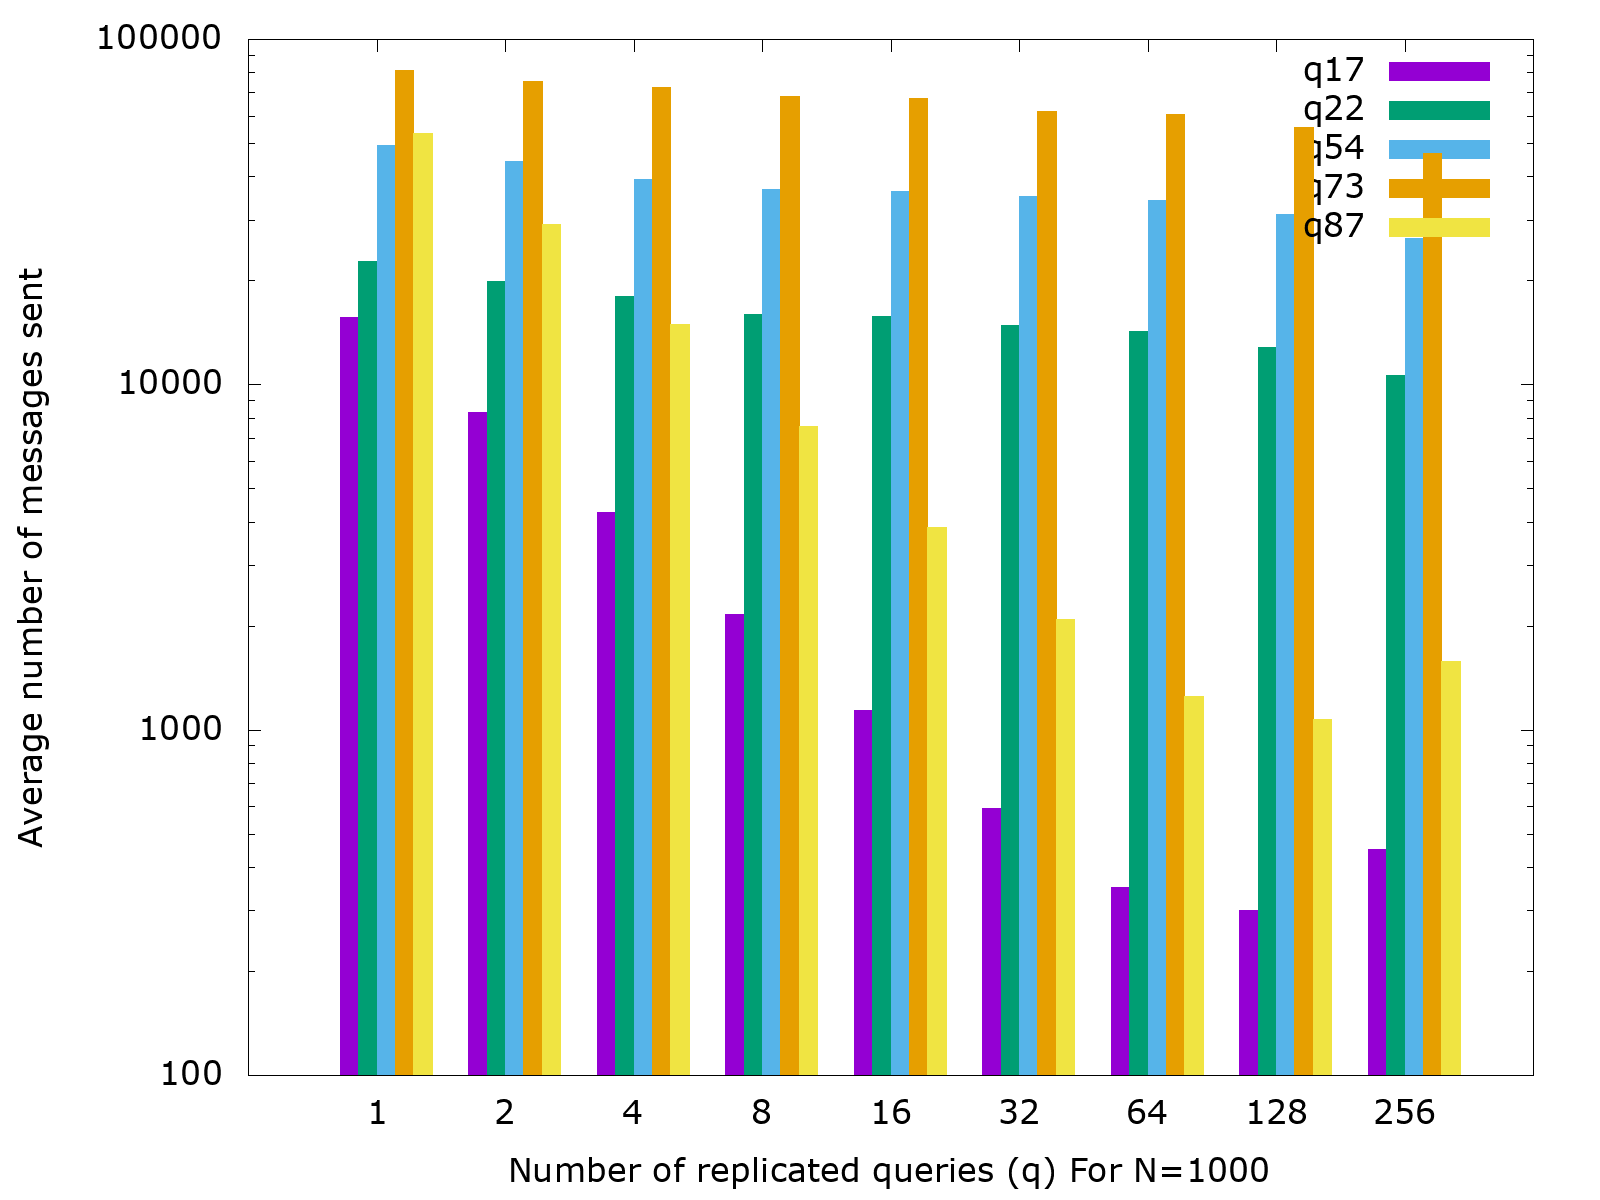 100000
10000
1000
100
Average number of messages sent
q17
q22
q54
q73
q87
1 2 4 8 16 32 64 128 256
Number of replicated queries (q) For N=1000